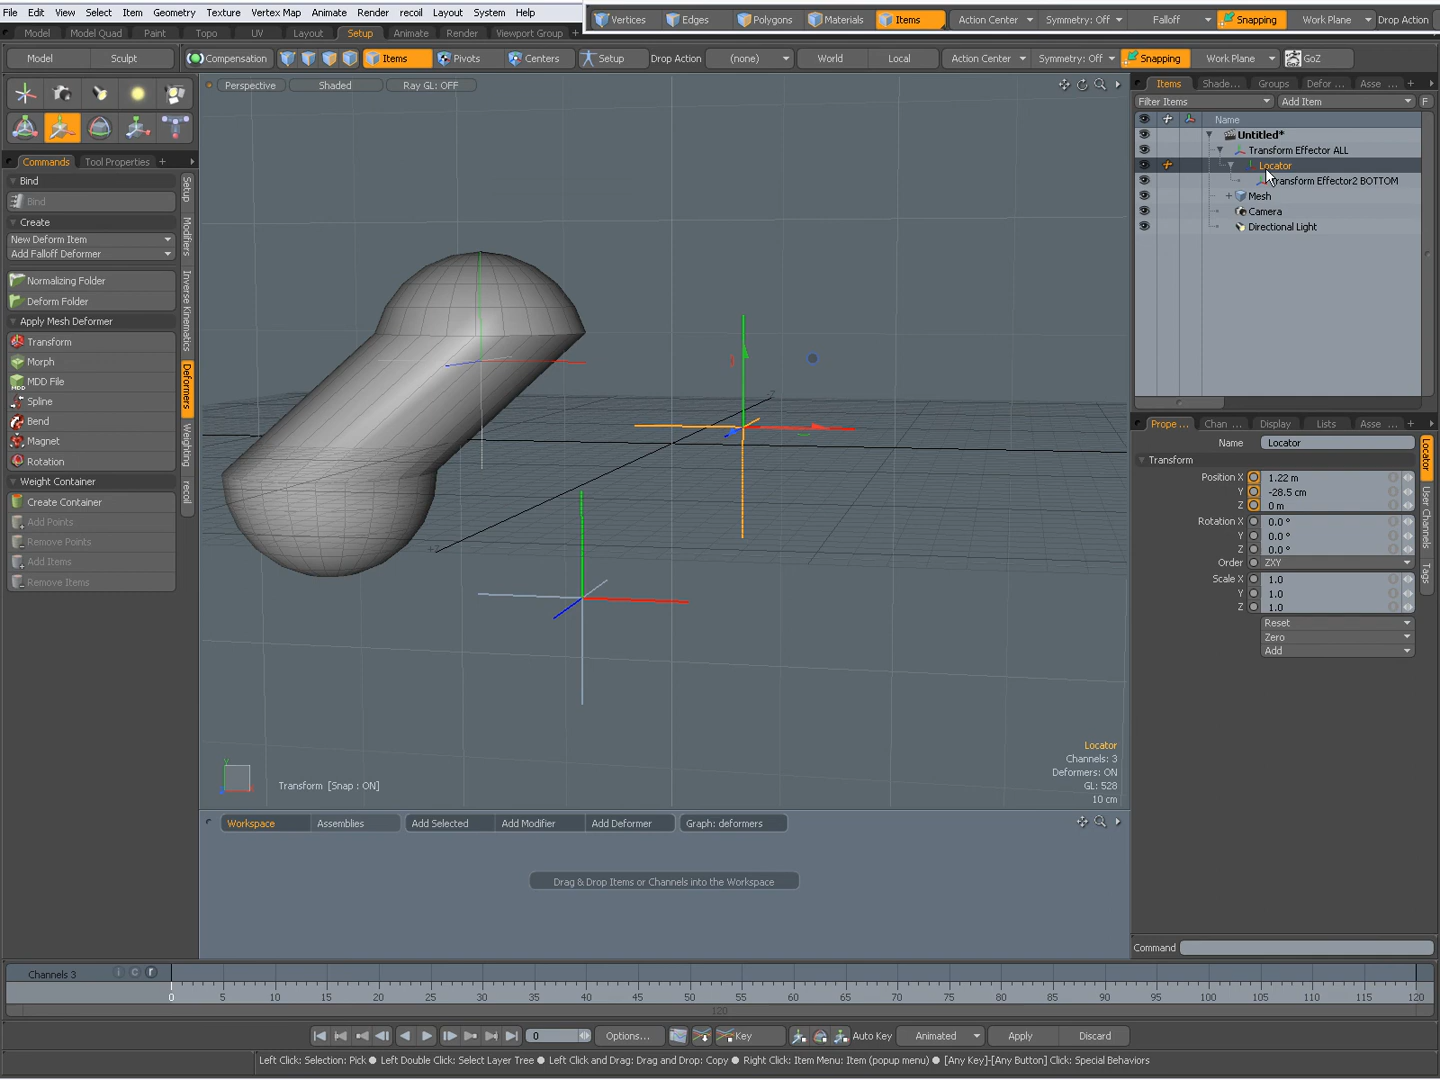 File Edit View Select Item Geometry Texture Vertex Map Animate Render recoil Layout System Help
Vertices Edges Polygons Materials Items Action Center Symmetry: Off Falloff Snapping Work Plane Drop Action
Model Model Quad Paint Topo UV Layout Setup Animate Render Viewport Group +
Model Sculpt Compensation Items Pivots Centers Setup Drop Action (none) World Local Action Center Symmetry: Off Snapping Work Plane GoZ
Perspective Shaded Ray GL: OFF
Items Shade... Groups Defor ... Asse ... +
Filter Items Add Item F
Name
Untitled*
Transform Effector ALL
Locator
Transform Effector2 BOTTOM
Mesh
Camera
Directional Light
Commands Tool Properties +
Bind
Bind
Create
New Deform Item
Add Falloff Deformer
Normalizing Folder
Deform Folder
Apply Mesh Deformer
Transform
Morph
MDD File
Spline
Bend
Magnet
Rotation
Weight Container
Create Container
Add Points
Remove Points
Add Items
Remove Items
Setup
Modifiers
Inverse Kinematics
Deformers
Weighting
recoil
Prope ... Chan ... Display Lists Asse ... +
Name Locator
Transform
Position X 1.22 m
Y -28.5 cm
Z 0 m
Rotation X 0.0 °
Y 0.0 °
Z 0.0 °
Order ZXY
Scale X 1.0
Y 1.0
Z 1.0
Reset
Zero
Add
Locator
User Channels
Tags
Locator
Channels: 3
Deformers: ON
GL: 528
10 cm
Transform [Snap : ON]
Workspace Assemblies Add Selected Add Modifier Add Deformer Graph: deformers
Drag & Drop Items or Channels into the Workspace
Command
Channels 3 i c r
0 5 10 15 20 25 30 35 40 45 50 55 60 65 70 75 80 85 90 95 100 105 110 115 120
120
0 Options... Key Auto Key Animated Apply Discard
Left Click: Selection: Pick ● Left Double Click: Select Layer Tree ● Left Click and Drag: Drag and Drop: Copy ● Right Click: Item Menu: Item (popup menu) ● [Any Key]-[Any Button] Click: Special Behaviors